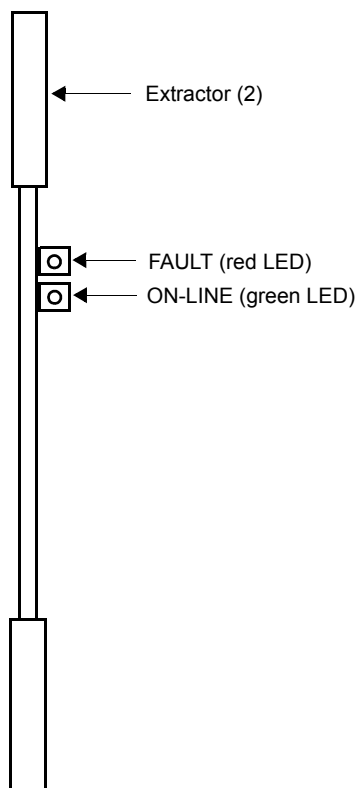 Extractor (2)
FAULT (red LED)
ON-LINE (green LED)